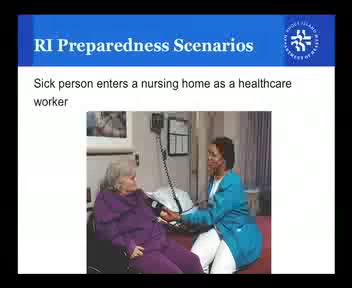 RI Preparedness Scenarios
Sick person enters a nursing home as a healthcare
worker